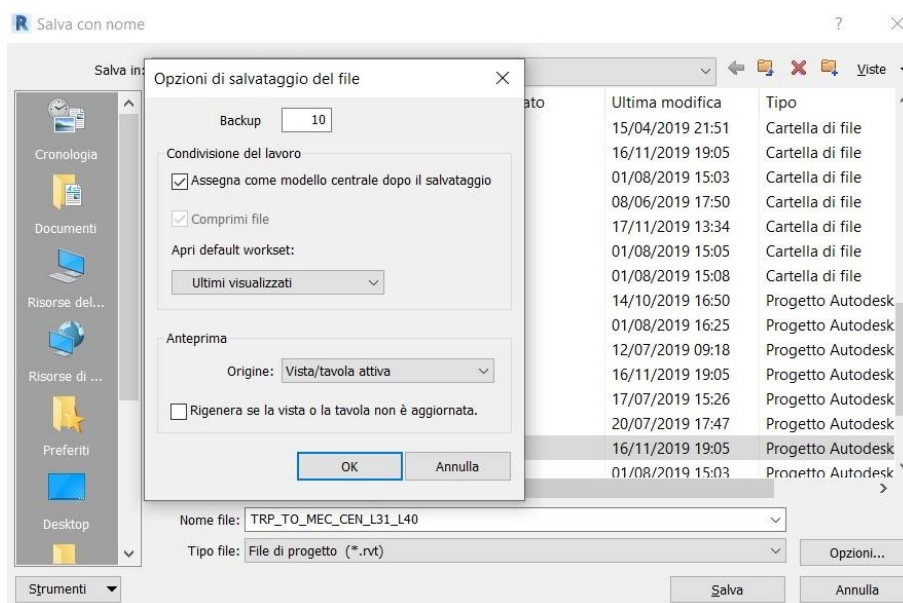 R Salva con nome ? ×
Salva in:
Viste
Opzioni di salvataggio del file
Backup 10
Condivisione del lavoro
Assegna come modello centrale dopo il salvataggio
Comprimi file
Apri default workset:
Ultimi visualizzati
Anteprima
Origine: Vista/tavola attiva
Rigenera se la vista o la tavola non è aggiornata.
OK Annulla
Cronologia
Documenti
Risorse del...
Risorse di ...
Preferiti
Desktop
ato Ultima modifica Tipo
15/04/2019 21:51 Cartella di file
16/11/2019 19:05 Cartella di file
01/08/2019 15:03 Cartella di file
08/06/2019 17:50 Cartella di file
17/11/2019 13:34 Cartella di file
01/08/2019 15:05 Cartella di file
01/08/2019 15:08 Cartella di file
14/10/2019 16:50 Progetto Autodesk
01/08/2019 16:25 Progetto Autodesk
12/07/2019 09:18 Progetto Autodesk
16/11/2019 19:05 Progetto Autodesk
17/07/2019 15:26 Progetto Autodesk
20/07/2019 17:47 Progetto Autodesk
16/11/2019 19:05 Progetto Autodesk
01/08/2019 15:03 Progetto Autodesk
Nome file: TRP_TO_MEC_CEN_L31_L40
Tipo file: File di progetto (*.rvt)
Opzioni...
Strumenti Salva Annulla